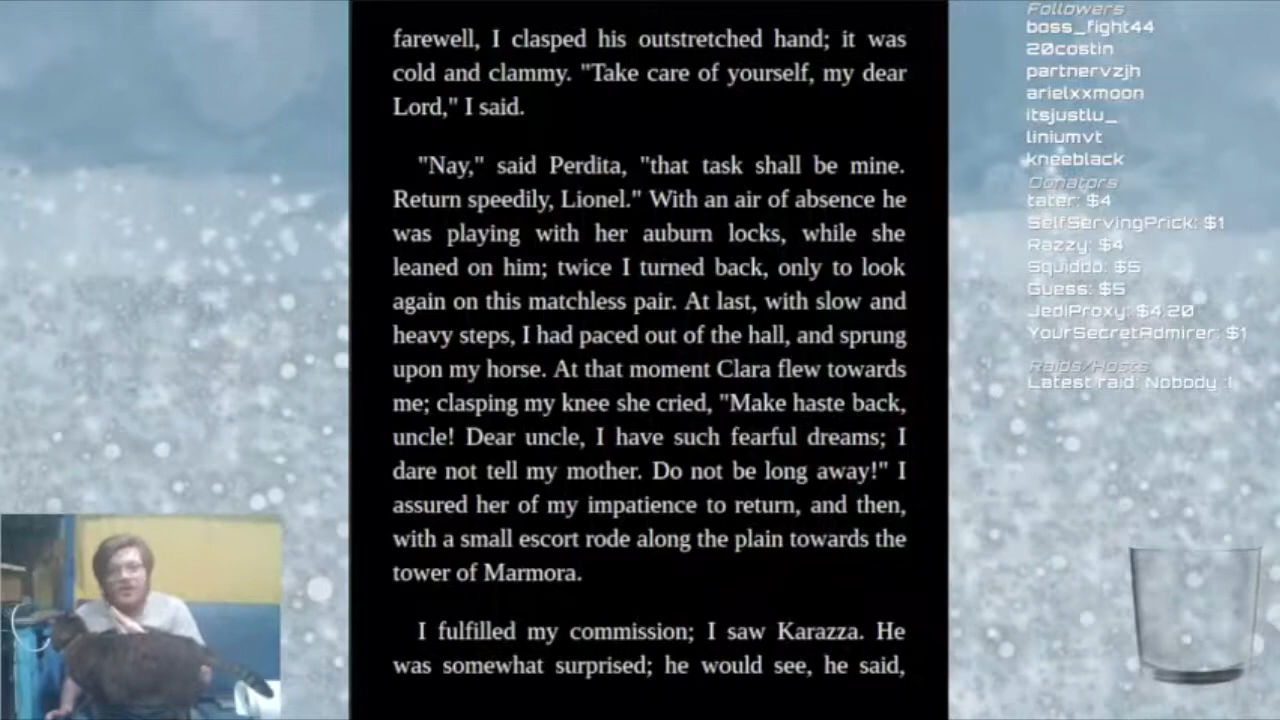 farewell, I clasped his outstretched hand; it was
cold and clammy. "Take care of yourself, my dear
Lord," I said.
"Nay," said Perdita, "that task shall be mine.
Return speedily, Lionel." With an air of absence he
was playing with her auburn locks, while she
leaned on him; twice I turned back, only to look
again on this matchless pair. At last, with slow and
heavy steps, I had paced out of the hall, and sprung
upon my horse. At that moment Clara flew towards
me; clasping my knee she cried, "Make haste back,
uncle! Dear uncle, I have such fearful dreams; I
dare not tell my mother. Do not be long away!" I
assured her of my impatience to return, and then,
with a small escort rode along the plain towards the
tower of Marmora.
I fulfilled my commission; I saw Karazza. He
was somewhat surprised; he would see, he said,
Followers
boss_fight44
20costin
partnervzjh
arielxxmoon
itsjustlu_
liniumvt
kneeblack
Donators
tater: $4
SelfServingPrick: $1
Razzy: $4
Squidoo: $5
Guess: $5
JediProxy: $4.20
YourSecretAdmirer: $1
Raids/Hosts
Latest raid: Nobody :l